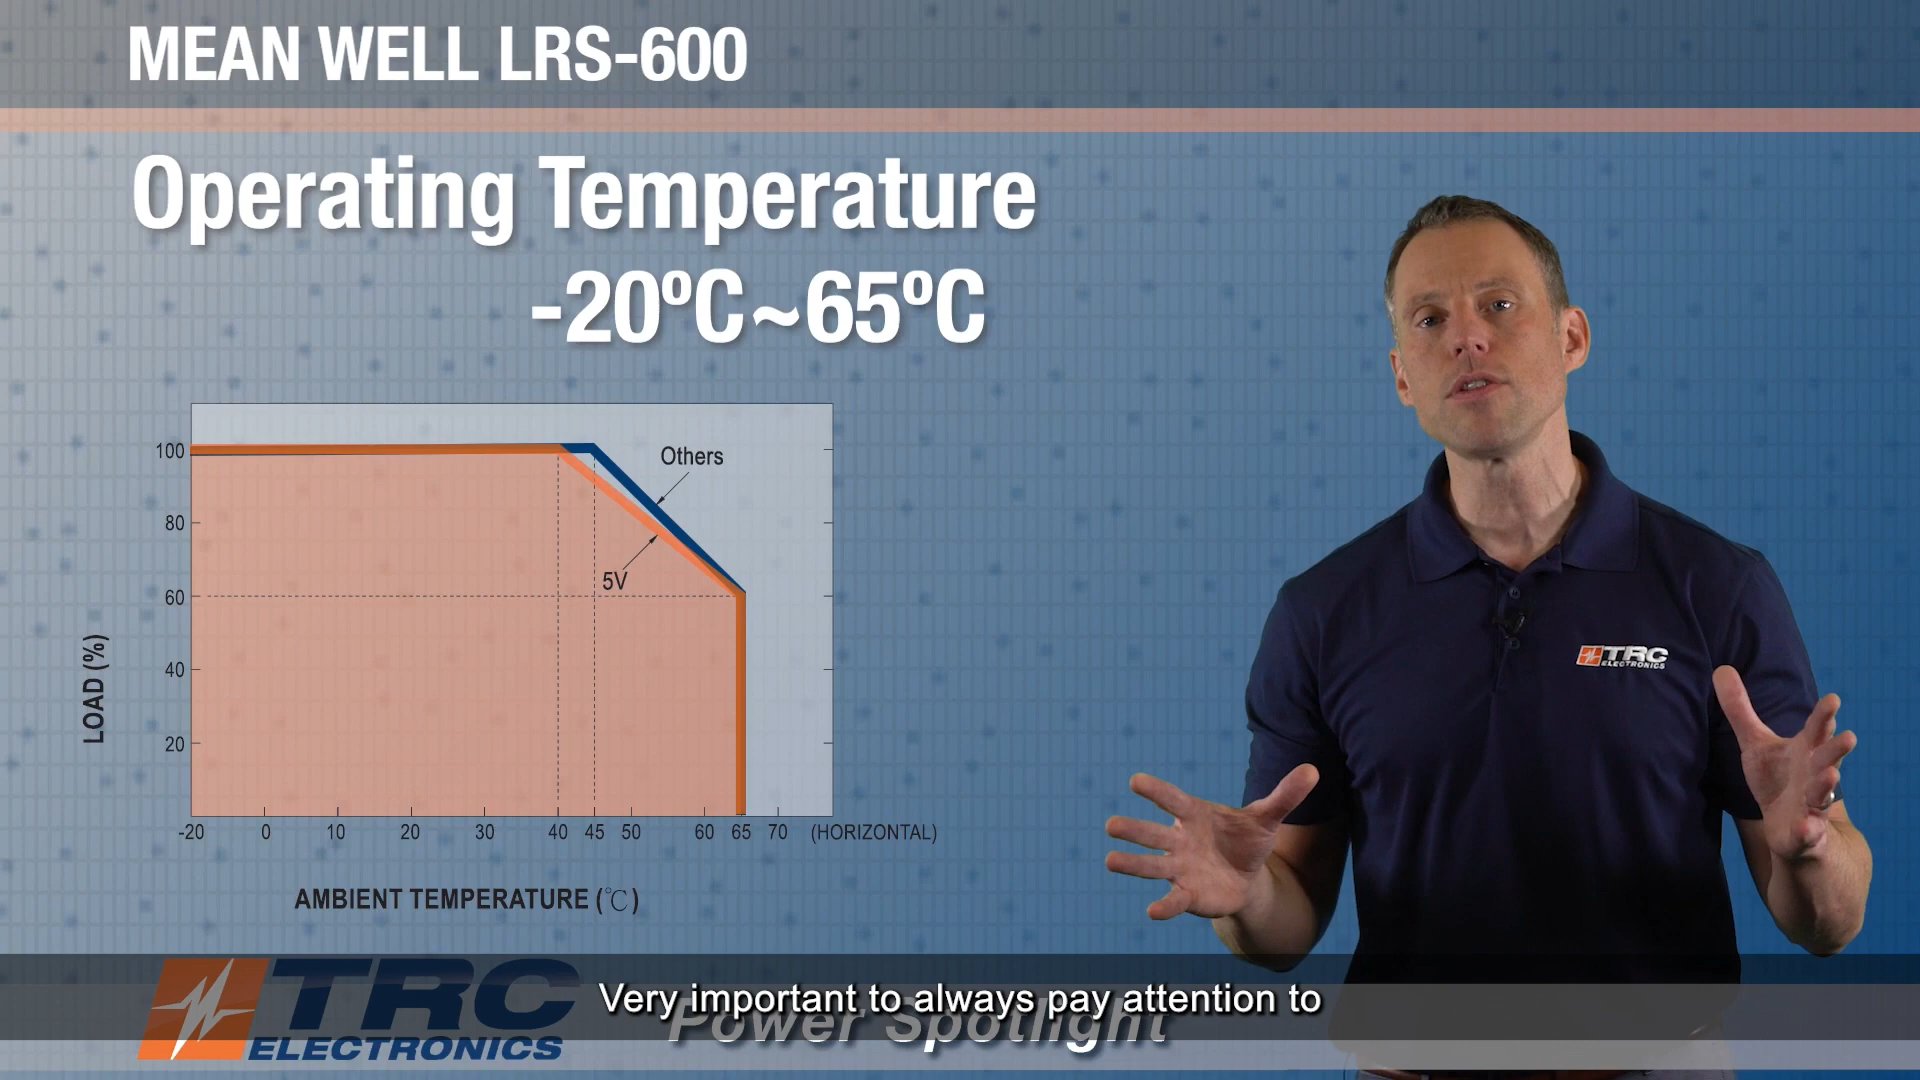 MEAN WELL LRS-600
Operating Temperature
-20ºC~65ºC
100
80
60
40
20
LOAD (%)
Others
5V
-20 0 10 20 30 40 45 50 60 65 70 (HORIZONTAL)
AMBIENT TEMPERATURE (℃)
TRC
ELECTRONICS
TRC
ELECTRONICS
Very important to always pay attention to
Power Spotlight